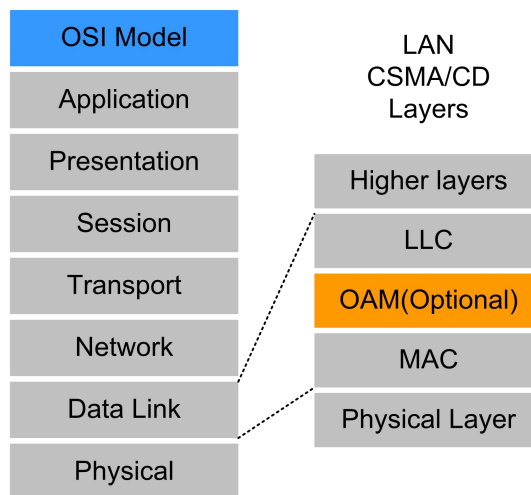 OSI Model
Application
Presentation
Session
Transport
Network
Data Link
Physical
LAN
CSMA/CD
Layers
Higher layers
LLC
OAM(Optional)
MAC
Physical Layer